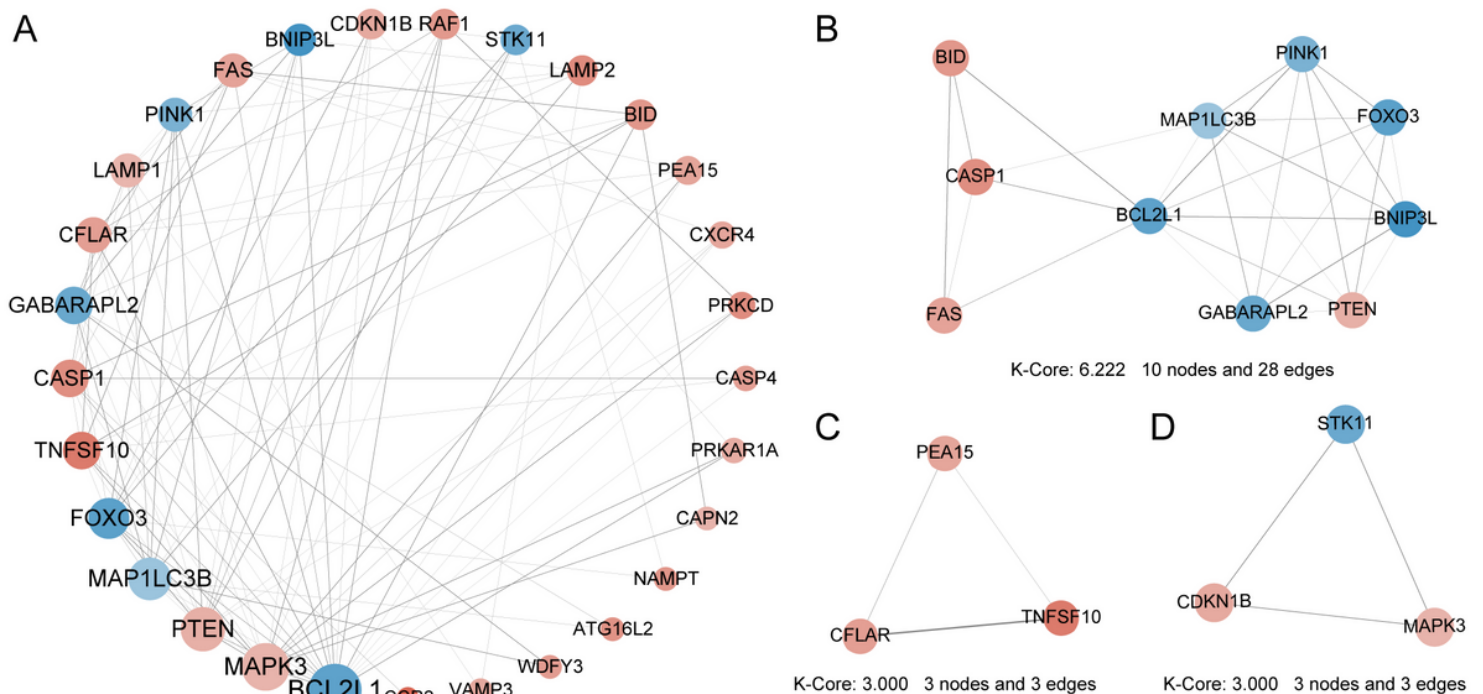 A
BNIP3L
CDKN1B
RAF1
STK11
FAS
LAMP2
PINK1
BID
LAMP1
PEA15
CFLAR
CXCR4
GABARAPL2
PRKCD
CASP1
CASP4
TNFSF10
PRKAR1A
FOXO3
CAPN2
MAP1LC3B
NAMPT
PTEN
ATG16L2
MAPK3
WDFY3
BCL2L1
VAMP3
B
BID
PINK1
MAP1LC3B
FOXO3
CASP1
BCL2L1
BNIP3L
FAS
GABARAPL2
PTEN
K-Core: 6.222 10 nodes and 28 edges
C
PEA15
CFLAR
TNFSF10
K-Core: 3.000 3 nodes and 3 edges
D
STK11
CDKN1B
MAPK3
K-Core: 3.000 3 nodes and 3 edges